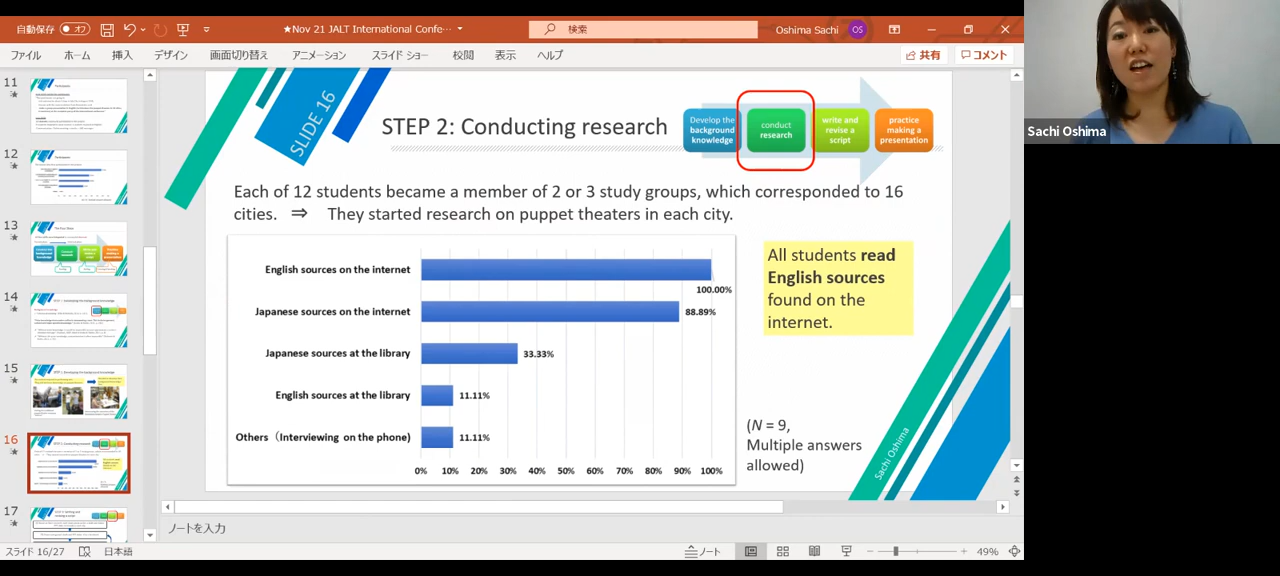 自動保存 オフ
★Nov 21 JALT International Confe…
検索
Oshima Sachi OS
ファイル ホーム 挿入 デザイン 画面切り替え アニメーション スライド ショー 校閲 表示 ヘルプ 共有 コメント
11
12
13
14
15
16
17
SLIDE 16
STEP 2: Conducting research
Develop the
background
knowledge
conduct
research
write and
revise a
script
practice
making a
presentation
Each of 12 students became a member of 2 or 3 study groups, which corresponded to 16
cities. ⇒ They started research on puppet theaters in each city.
English sources on the internet
100.00%
Japanese sources on the internet 88.89%
Japanese sources at the library 33.33%
English sources at the library 11.11%
Others（Interviewing on the phone) 11.11%
0% 10% 20% 30% 40% 50% 60% 70% 80% 90% 100%
All students read
English sources
found on the
internet.
(N = 9,
Multiple answers
allowed)
Sachi Oshima
ノートを入力
スライド 16/27 日本語 ノート 49%
Sachi Oshima